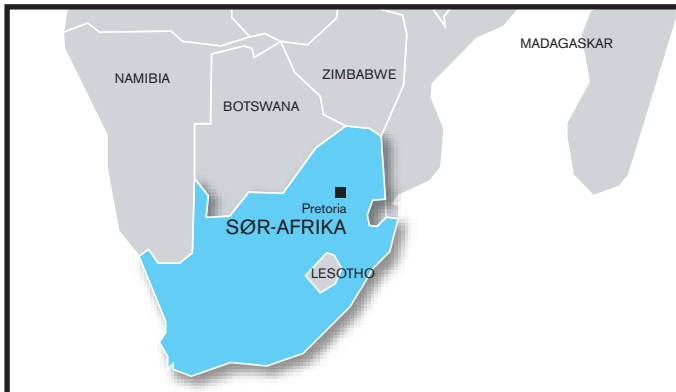 MADAGASKAR
ZIMBABWE
NAMIBIA
BOTSWANA
Pretoria
SØR-AFRIKA
LESOTHO